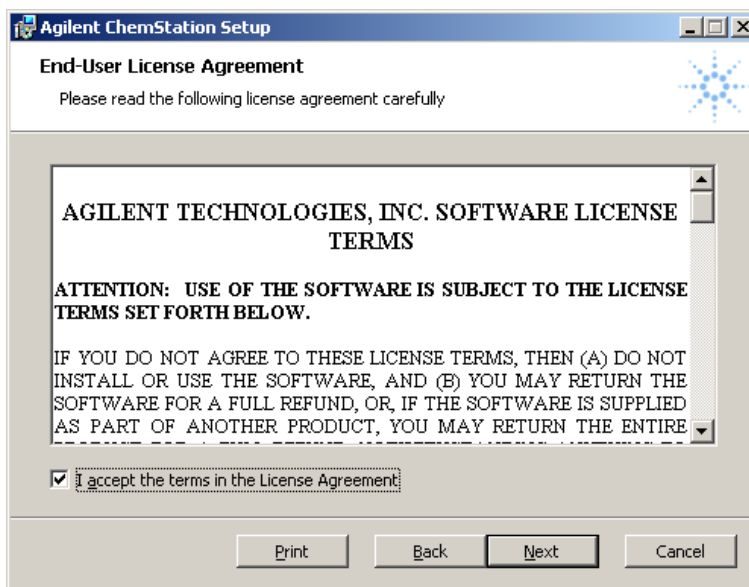 Agilent ChemStation Setup
End-User License Agreement
Please read the following license agreement carefully
AGILENT TECHNOLOGIES, INC. SOFTWARE LICENSE
TERMS
ATTENTION: USE OF THE SOFTWARE IS SUBJECT TO THE LICENSE
TERMS SET FORTH BELOW.
IF YOU DO NOT AGREE TO THESE LICENSE TERMS, THEN (A) DO NOT
INSTALL OR USE THE SOFTWARE, AND (B) YOU MAY RETURN THE
SOFTWARE FOR A FULL REFUND, OR, IF THE SOFTWARE IS SUPPLIED
AS PART OF ANOTHER PRODUCT, YOU MAY RETURN THE ENTIRE
I accept the terms in the License Agreement
Print Back Next Cancel